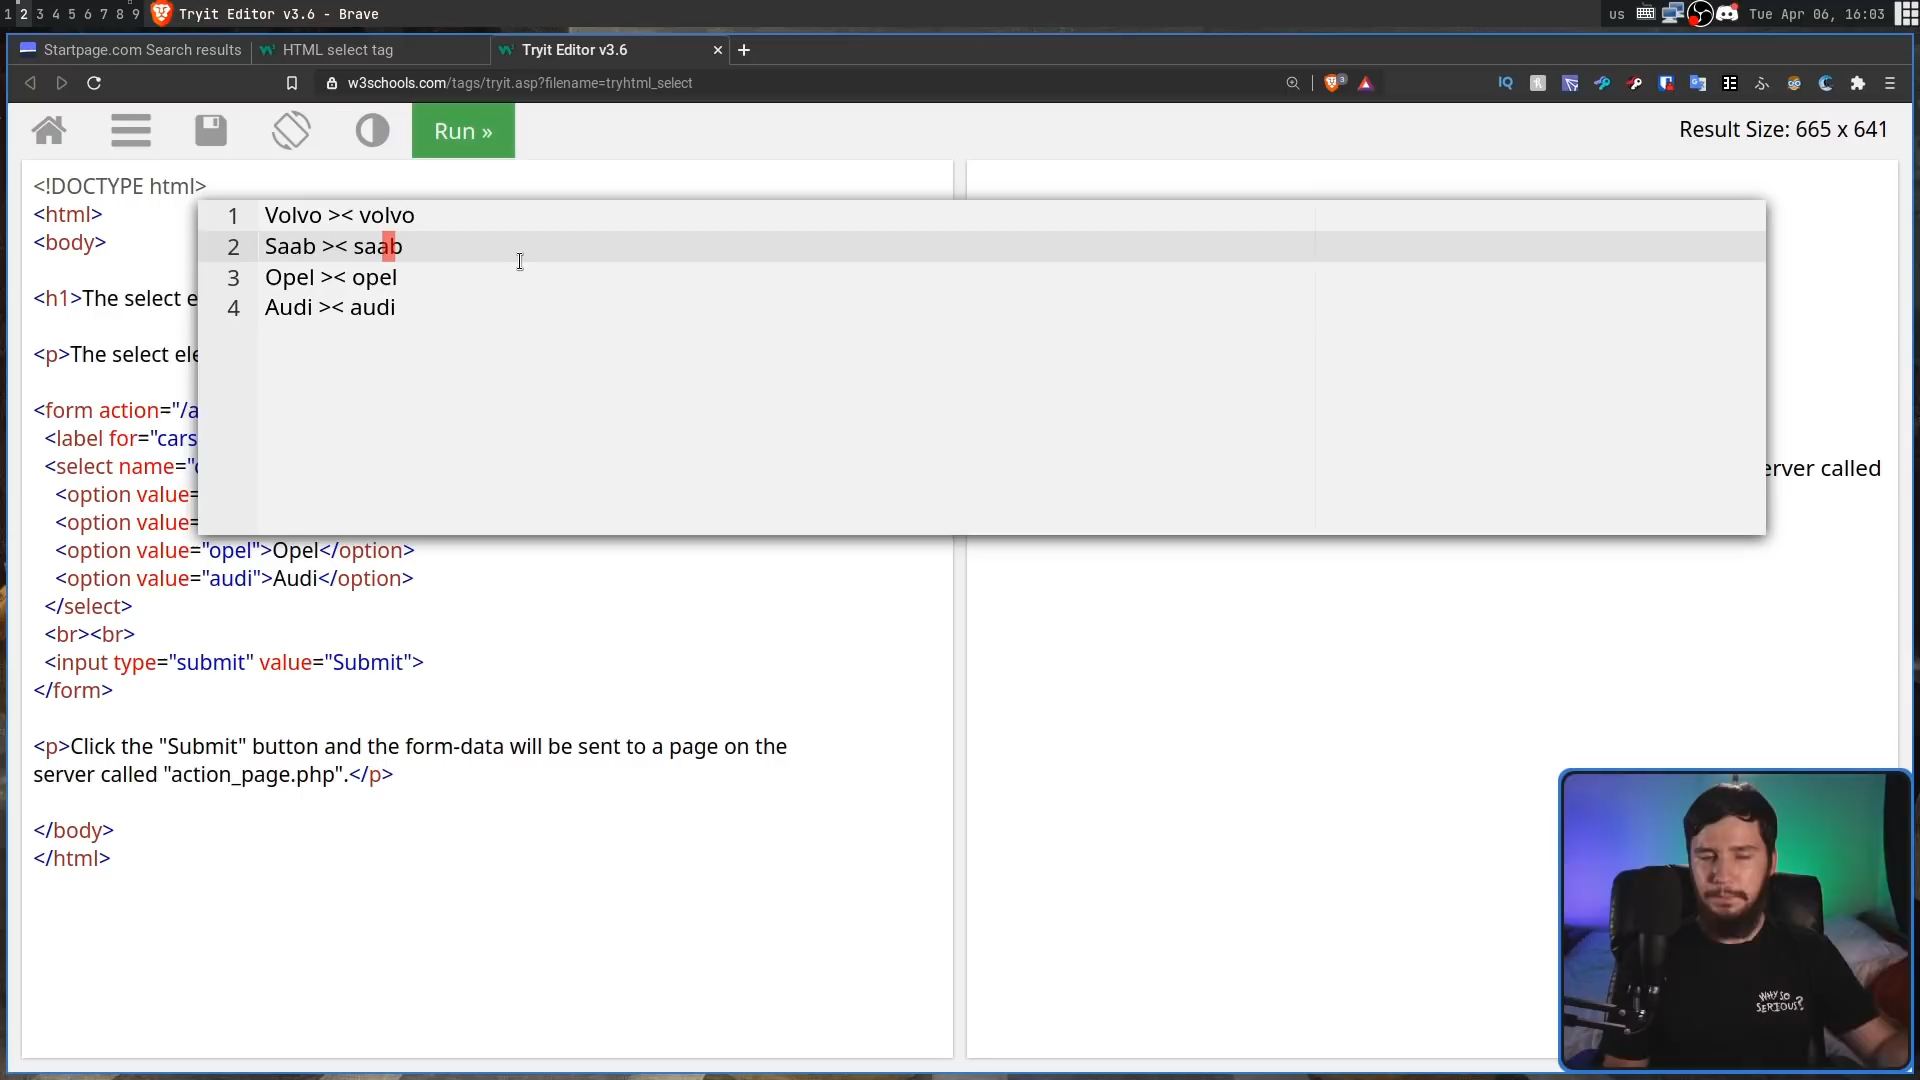 1 2 3 4 5 6 7 8 9 Tryit Editor v3.6 - Brave us Tue Apr 06, 16:03
Startpage.com Search results HTML select tag Tryit Editor v3.6
w3schools.com/tags/tryit.asp?filename=tryhtml_select
Run » Result Size: 665 x 641
<!DOCTYPE html>
<html>
<body>
<h1>The select e
<p>The select ele
<form action="/a
<label for="cars
<select name="c
<option value=
<option value=
<option value="opel">Opel</option>
<option value="audi">Audi</option>
</select>
<br><br>
<input type="submit" value="Submit">
</form>
<p>Click the "Submit" button and the form-data will be sent to a page on the
server called "action_page.php".</p>
</body>
</html>
1 Volvo >< volvo
2 Saab >< saab
3 Opel >< opel
4 Audi >< audi
erver called
WHY SO
SERIOUS?